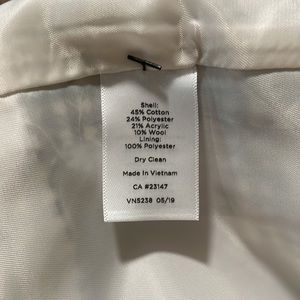 Shell:
45% Cotton
24% Polyester
21% Acrylic
10% Wool
Lining:
100% Polyester
Dry Clean
Made In Vietnam
CA #23147
VN5238 05/19